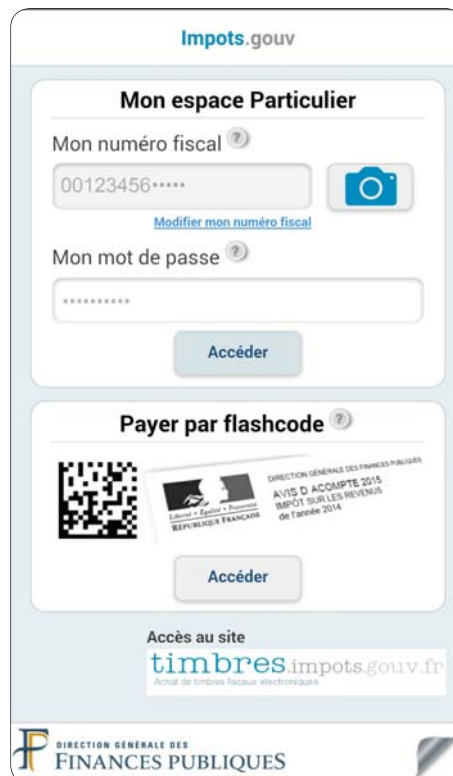 Impots.gouv
Mon espace Particulier
Mon numéro fiscal ?
00123456•••••
Modifier mon numéro fiscal
Mon mot de passe ?
••••••••••
Accéder
Payer par flashcode ?
DIRECTION GÉNÉRALE DES FINANCES PUBLIQUES
AVIS D ACOMPTE 2015
IMPÔT SUR LES REVENUS
de l'année 2014
Liberté • Égalité • Fraternité
RÉPUBLIQUE FRANÇAISE
Accéder
Accès au site
timbres.impots.gouv.fr
Achat de timbres fiscaux électroniques
DIRECTION GÉNÉRALE DES
FINANCES PUBLIQUES